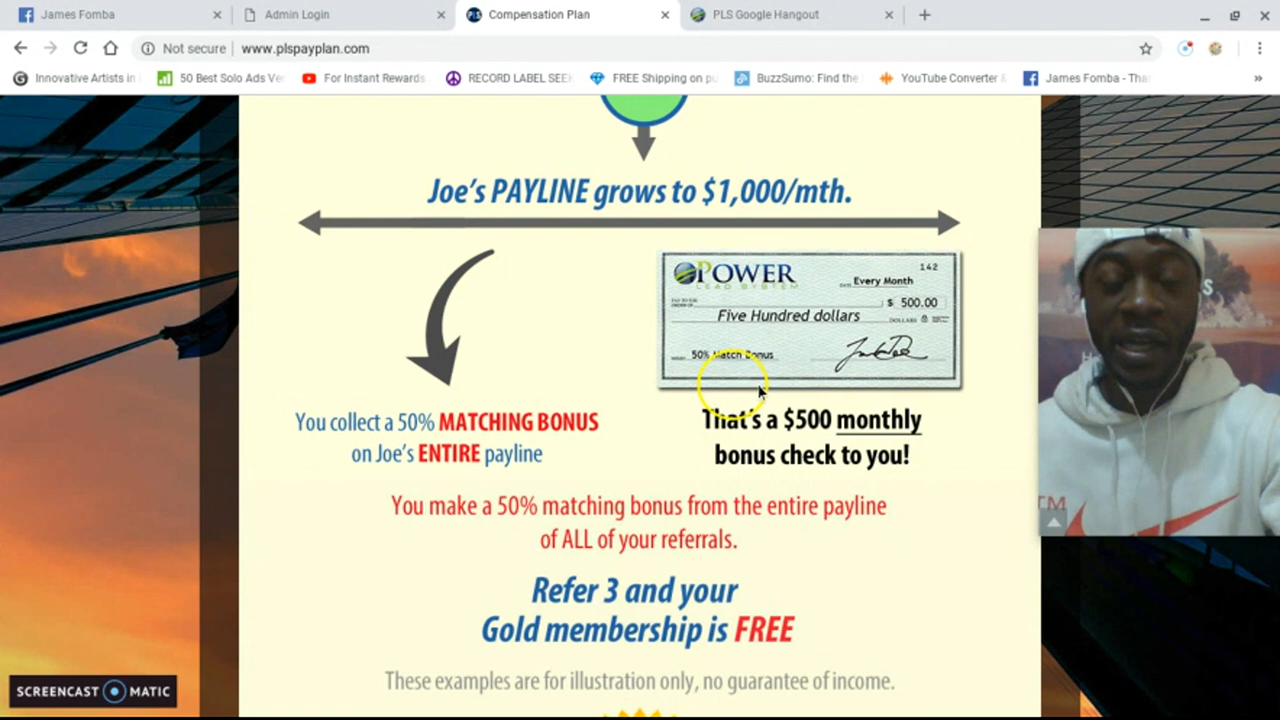 James Fomba
Admin Login
Compensation Plan
PLS Google Hangout
Not secure
www.plspayplan.com
Innovative Artists in
50 Best Solo Ads Ver
For Instant Rewards
RECORD LABEL SEEK
FREE Shipping on pu
BuzzSumo: Find the
YouTube Converter &
James Fomba - Tha
Joe's PAYLINE grows to $1,000/mth.
POWER
LEAD SYSTEM
142
DATE Every Month
$ 500.00
Five Hundred dollars
DOLLARS
50% Match Bonus
You collect a 50% MATCHING BONUS
on Joe's ENTIRE payline
That's a $500 monthly
bonus check to you!
You make a 50% matching bonus from the entire payline
of ALL of your referrals.
Refer 3 and your
Gold membership is FREE
These examples are for illustration only, no guarantee of income.
SCREENCAST MATIC
TM